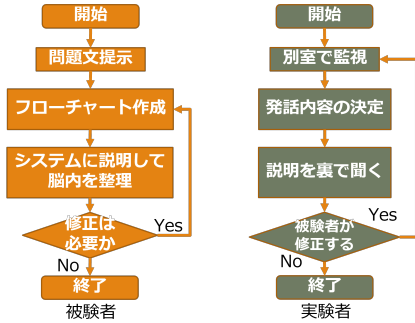 開始
問題文提示
フローチャート作成
システムに説明して
脳内を整理
修正は
必要か
Yes
No
終了
被験者
開始
別室で監視
発話内容の決定
説明を裏で聞く
被験者が
修正する
Yes
No
終了
実験者